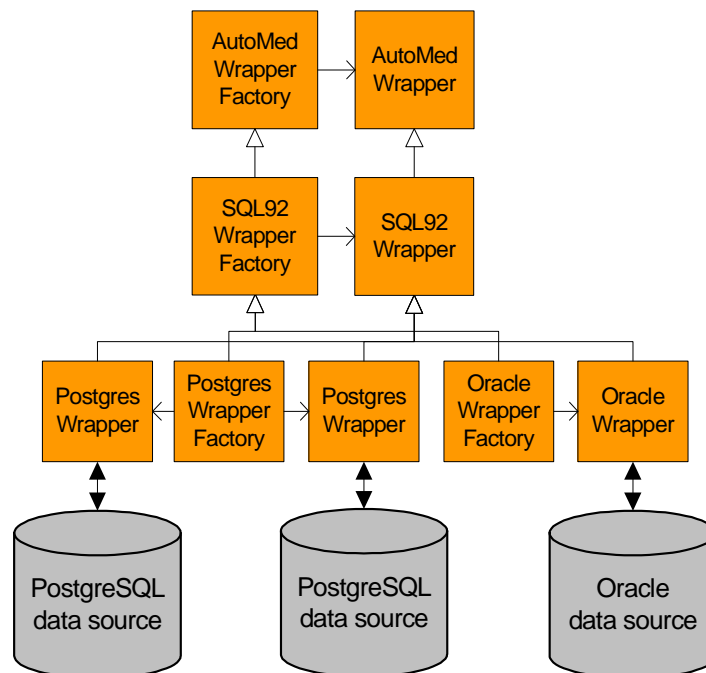 AutoMed
Wrapper
Factory
AutoMed
Wrapper
SQL92
Wrapper
Factory
SQL92
Wrapper
Postgres
Wrapper
Postgres
Wrapper
Factory
Postgres
Wrapper
Oracle
Wrapper
Factory
Oracle
Wrapper
PostgreSQL
data source
PostgreSQL
data source
Oracle
data source